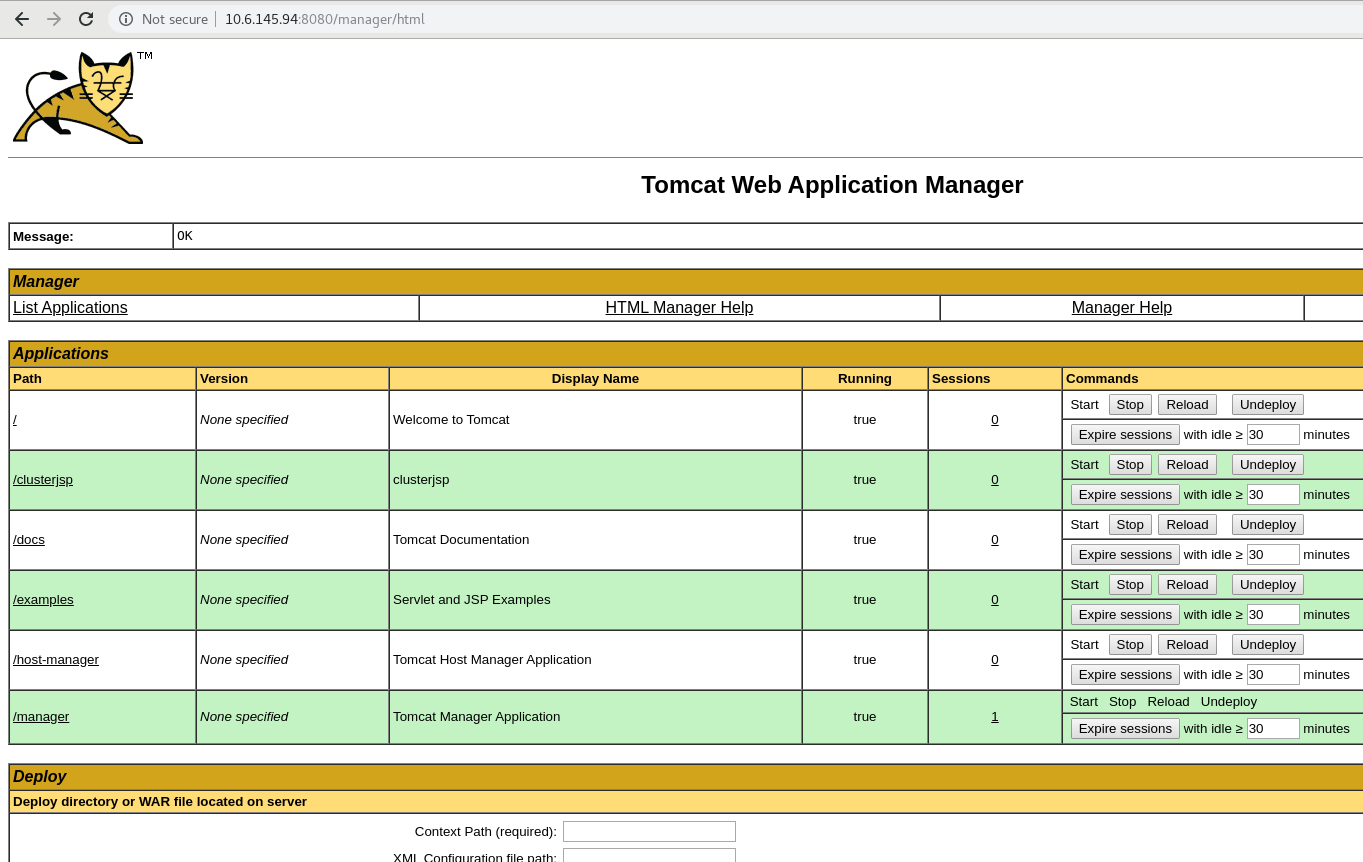 Not secure 10.6.145.94:8080/manager/html
TM
Tomcat Web Application Manager
Message: OK
Manager
List Applications HTML Manager Help Manager Help
Applications
Path Version Display Name Running Sessions Commands
/ None specified Welcome to Tomcat true 0 Start Stop Reload Undeploy
Expire sessions with idle ≥ 30 minutes
/clusterjsp None specified clusterjsp true 0 Start Stop Reload Undeploy
Expire sessions with idle ≥ 30 minutes
/docs None specified Tomcat Documentation true 0 Start Stop Reload Undeploy
Expire sessions with idle ≥ 30 minutes
/examples None specified Servlet and JSP Examples true 0 Start Stop Reload Undeploy
Expire sessions with idle ≥ 30 minutes
/host-manager None specified Tomcat Host Manager Application true 0 Start Stop Reload Undeploy
Expire sessions with idle ≥ 30 minutes
/manager None specified Tomcat Manager Application true 1 Start Stop Reload Undeploy
Expire sessions with idle ≥ 30 minutes
Deploy
Deploy directory or WAR file located on server
Context Path (required):
XML Configuration file path: